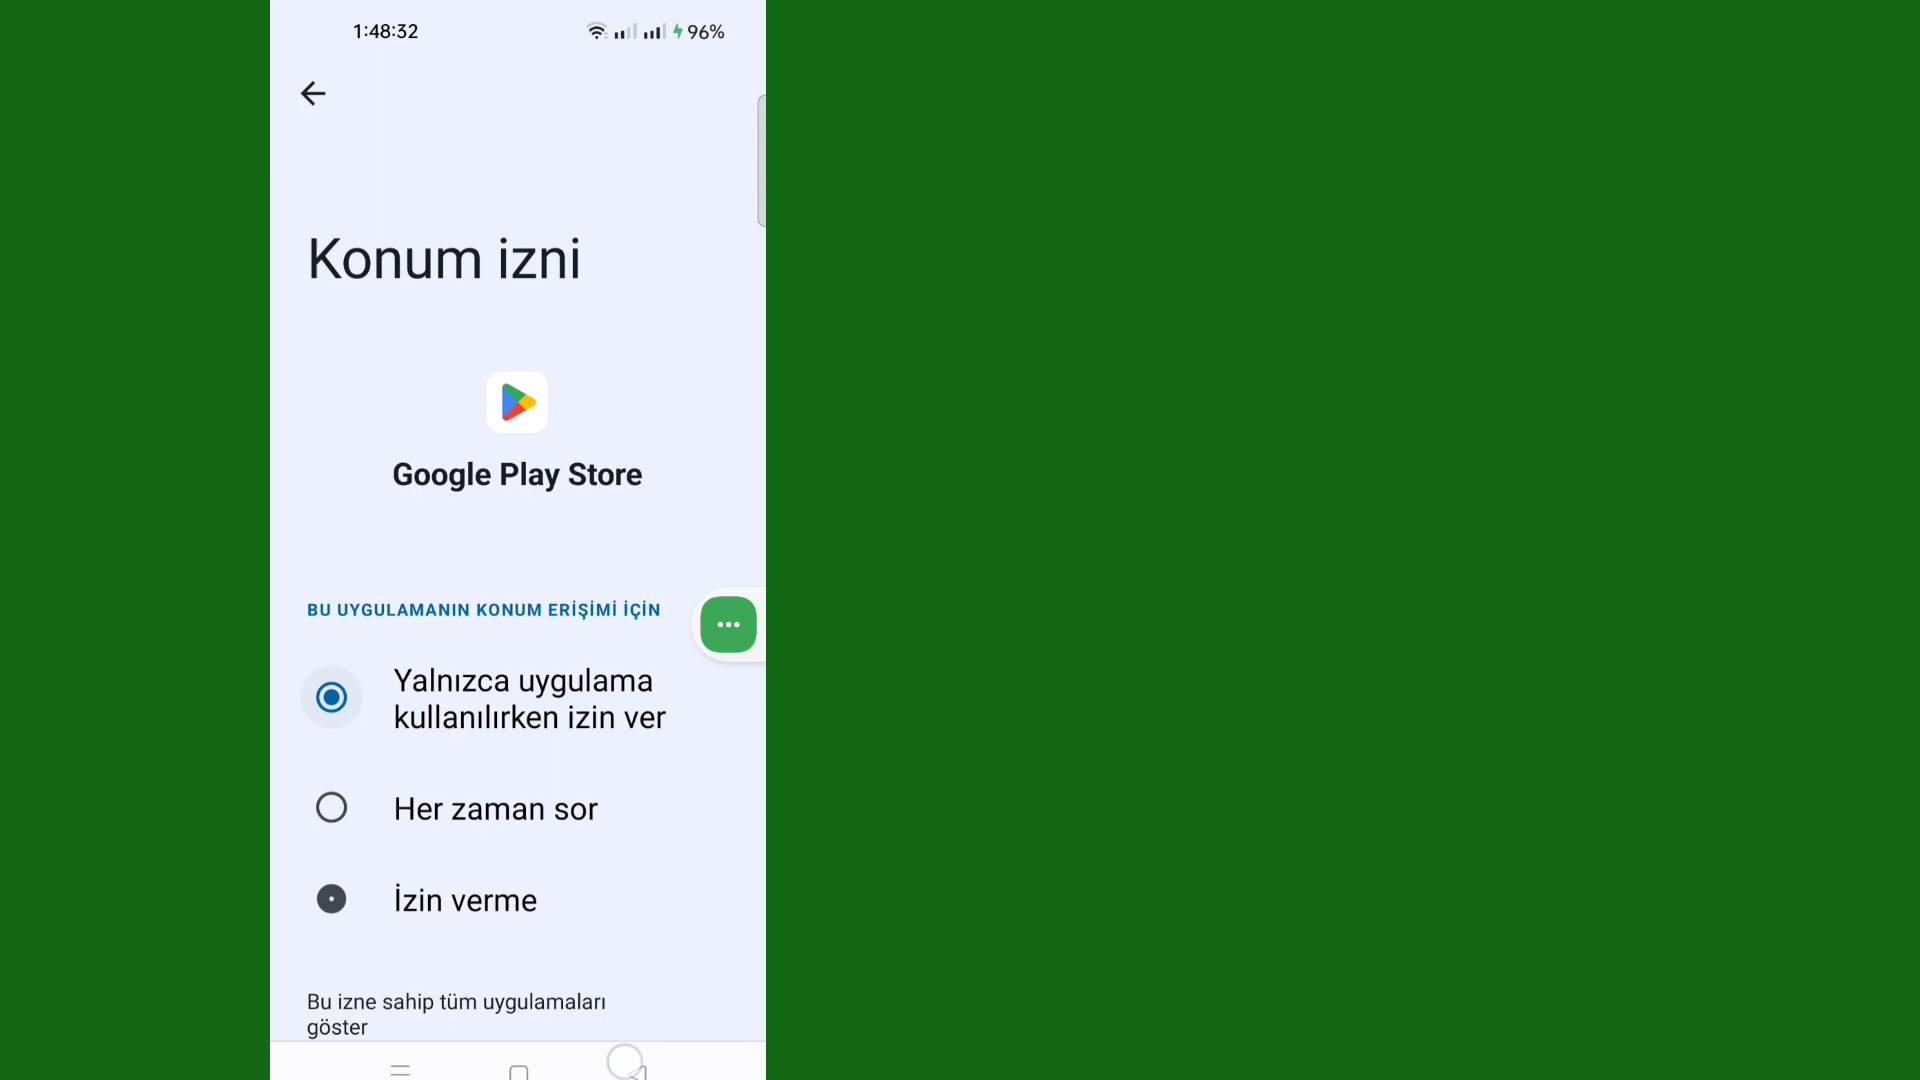 1:48:32
96%
Konum izni
Google Play Store
BU UYGULAMANIN KONUM ERİŞİMİ İÇİN
Yalnızca uygulama
kullanılırken izin ver
Her zaman sor
İzin verme
Bu izne sahip tüm uygulamaları
göster